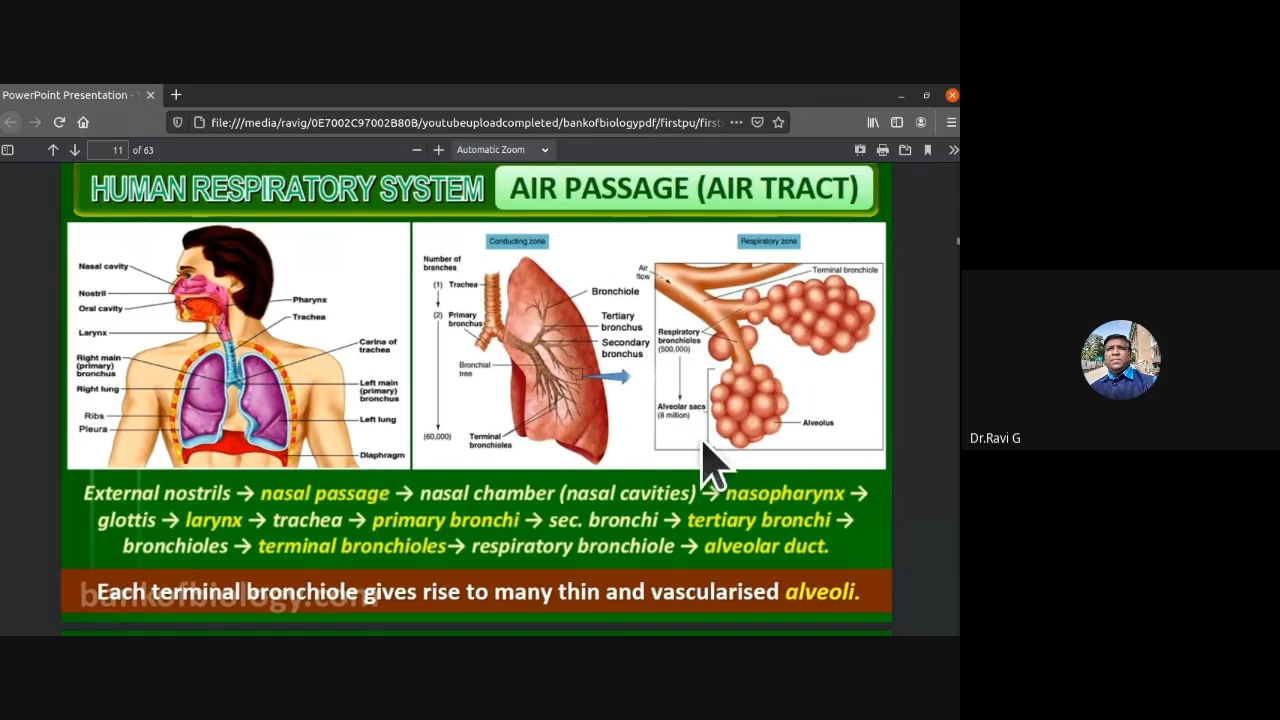 PowerPoint Presentation -
file:///media/ravig/0E7002C97002B80B/youtubeuploadcompleted/bankofbiologypdf/firstpu/first
11 of 63
Automatic Zoom
HUMAN RESPIRATORY SYSTEM
AIR PASSAGE (AIR TRACT)
Nasal cavity
Nostril
Oral cavity
Larynx
Right main
(primary)
bronchus
Right lung
Ribs
Pleura
Pharynx
Trachea
Carina of
trachea
Left main
(primary)
bronchus
Left lung
Diaphragm
Conducting zone
Number of
branches
(1) Trachea
(2) Primary
bronchus
Bronchial
tree
(60,000)
Terminal
bronchioles
Bronchiole
Tertiary
bronchus
Secondary
bronchus
Respiratory zone
Air
flow
Terminal bronchiole
Respiratory
bronchioles
(500,000)
Alveolar sacs
(8 million)
Alveolus
External nostrils → nasal passage → nasal chamber (nasal cavities) → nasopharynx →
glottis → larynx → trachea → primary bronchi → sec. bronchi → tertiary bronchi →
bronchioles → terminal bronchioles→ respiratory bronchiole → alveolar duct.
bankofbiology.com
Each terminal bronchiole gives rise to many thin and vascularised alveoli.
Dr.Ravi G